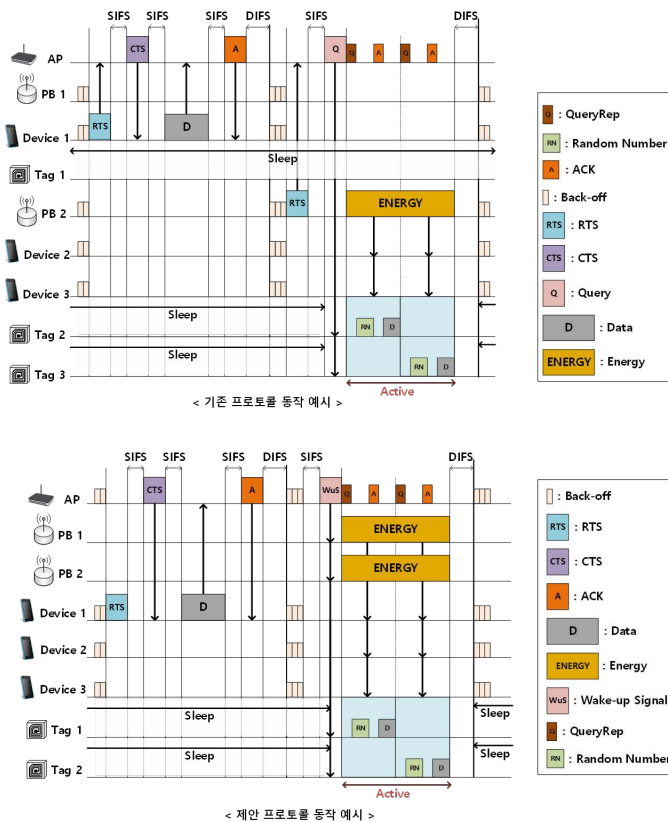 SIFS SIFS SIFS DIFS SIFS DIFS
CTS A Q Q A Q A
AP
PB 1
RTS D
Device 1
Sleep
Tag 1
RTS ENERGY
PB 2
Device 2
Device 3
Sleep
RN D
Tag 2
Sleep
RN D
Tag 3
Active
< 기존 프로토콜 동작 예시 >
Q : QueryRep
RN : Random Number
A : ACK
: Back-off
RTS : RTS
CTS : CTS
Q : Query
D : Data
ENERGY : Energy
SIFS SIFS SIFS DIFS SIFS DIFS
CTS A WuS Q A Q A
AP
ENERGY
PB 1
ENERGY
PB 2
RTS D
Device 1
Device 2
Device 3
Sleep Sleep
RN D
Tag 1
Sleep Sleep
RN D
Tag 2
Active
< 제안 프로토콜 동작 예시 >
: Back-off
RTS : RTS
CTS : CTS
A : ACK
D : Data
ENERGY : Energy
WuS : Wake-up Signal
Q : QueryRep
RN : Random Number